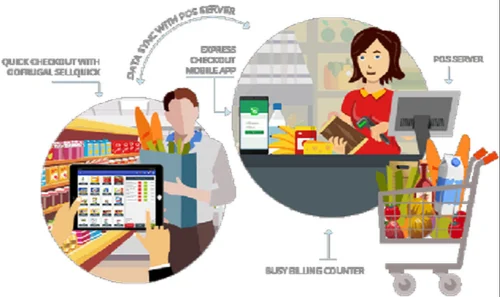 DATA SYNC WITH POS SERVER
QUICK CHECKOUT WITH
GOFRUGAL SELLQUICK
EXPRESS
CHECKOUT
MOBILE APP
POS SERVER
BUSY BILLING COUNTER